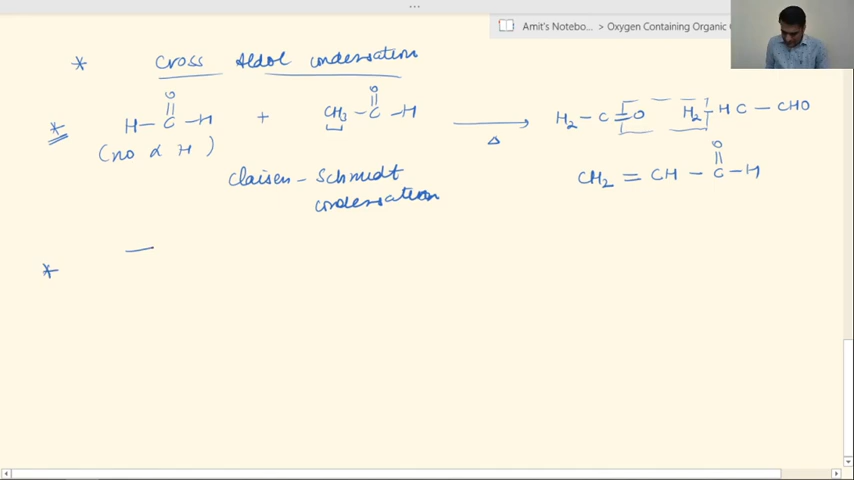 ...
Amit's Notebo... > Oxygen Containing Organic
* Cross Aldol condensation
* H-C(=O)-H + CH3-C(=O)-H →Δ H2-C=O H2-HC-CHO
(no α H)
Claisen-Schmidt condensation
CH2=CH-C(=O)-H
*